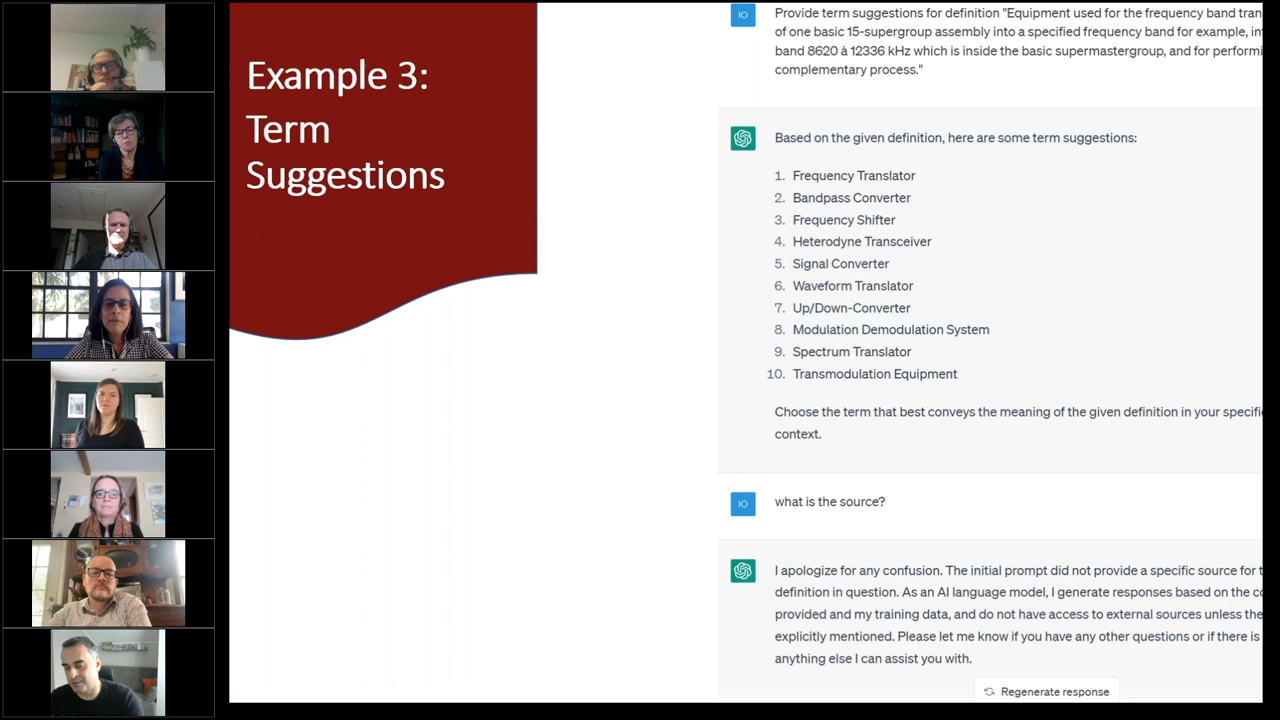 Example 3:
Term
Suggestions
IO
Provide term suggestions for definition "Equipment used for the frequency band tran
of one basic 15-supergroup assembly into a specified frequency band for example, in
band 8620 à 12336 kHz which is inside the basic supermastergroup, and for performi
complementary process."
Based on the given definition, here are some term suggestions:
1. Frequency Translator
2. Bandpass Converter
3. Frequency Shifter
4. Heterodyne Transceiver
5. Signal Converter
6. Waveform Translator
7. Up/Down-Converter
8. Modulation Demodulation System
9. Spectrum Translator
10. Transmodulation Equipment
Choose the term that best conveys the meaning of the given definition in your specifi
context.
IO
what is the source?
I apologize for any confusion. The initial prompt did not provide a specific source for t
definition in question. As an AI language model, I generate responses based on the co
provided and my training data, and do not have access to external sources unless the
explicitly mentioned. Please let me know if you have any other questions or if there is
anything else I can assist you with.
Regenerate response